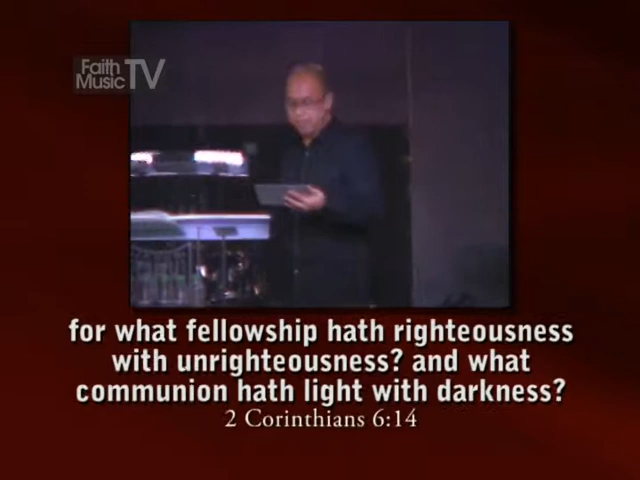 Faith
Music TV
for what fellowship hath righteousness
with unrighteousness? and what
communion hath light with darkness?
2 Corinthians 6:14